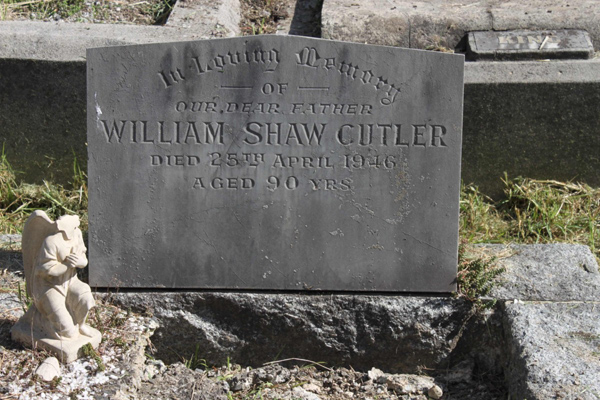 In Loving Memory
— OF —
OUR DEAR FATHER
WILLIAM SHAW CUTLER
DIED 25TH APRIL 1946
AGED 90 YRS.